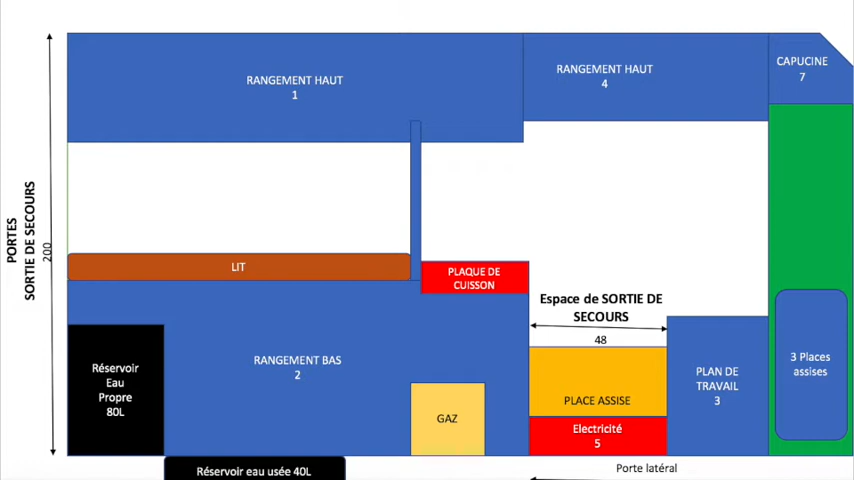 RANGEMENT HAUT
1
RANGEMENT HAUT
4
CAPUCINE
7
PORTES
SORTIE DE SECOURS
200
LIT
PLAQUE DE
CUISSON
Espace de SORTIE DE
SECOURS
48
Réservoir
Eau
Propre
80L
RANGEMENT BAS
2
GAZ
PLACE ASSISE
Electricité
5
PLAN DE
TRAVAIL
3
3 Places
assises
Réservoir eau usée 40L
Porte latéral